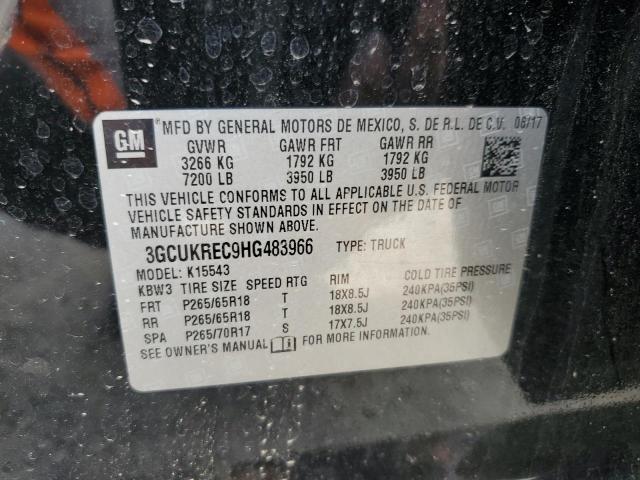 GM MFD BY GENERAL MOTORS DE MEXICO, S. DE R.L. DE C.V. 06/17
GVWR GAWR FRT GAWR RR
3266 KG 1792 KG 1792 KG
7200 LB 3950 LB 3950 LB
THIS VEHICLE CONFORMS TO ALL APPLICABLE U.S. FEDERAL MOTOR
VEHICLE SAFETY STANDARDS IN EFFECT ON THE DATE OF
MANUFACTURE SHOWN ABOVE.
3GCUKREC9HG483966 TYPE: TRUCK
MODEL: K15543
KBW3 TIRE SIZE SPEED RTG RIM COLD TIRE PRESSURE
FRT P265/65R18 T 18X8.5J 240KPA(35PSI)
RR P265/65R18 T 18X8.5J 240KPA(35PSI)
SPA P265/70R17 S 17X7.5J 240KPA(35PSI)
SEE OWNER'S MANUAL FOR MORE INFORMATION.